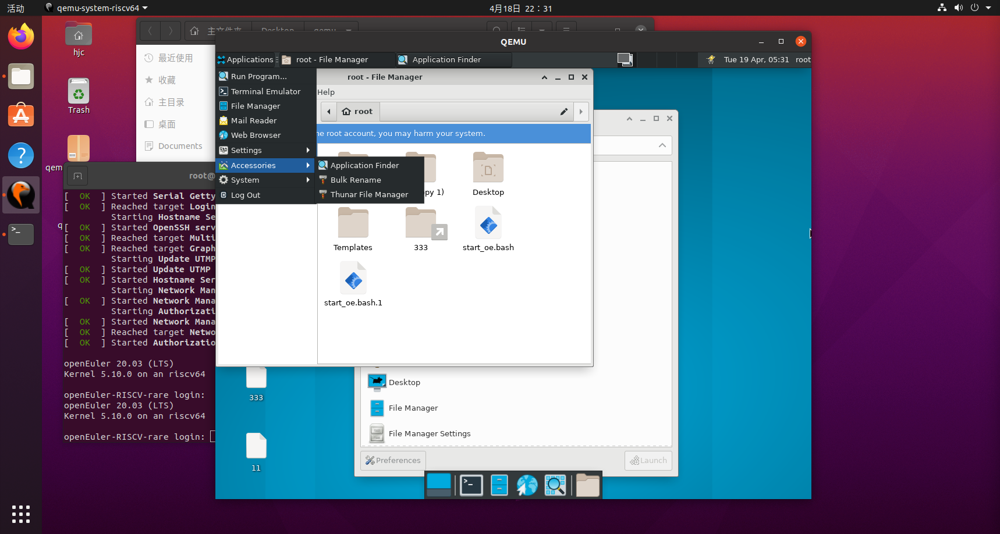 活动
qemu-system-riscv64
4月18日 22：31
hjc
Trash
qem
q
主文件夹
Desktop
qemu
最近使用
收藏
主目录
桌面
Documents
root@
[  OK  ] Started Serial Getty
[  OK  ] Reached target Login
Starting Hostname Se
[  OK  ] Started OpenSSH serv
[  OK  ] Reached target Multi
[  OK  ] Reached target Graph
Starting Update UTMP
[  OK  ] Started Update UTMP
[  OK  ] Started Hostname Ser
Starting Network Man
[  OK  ] Started Network Mana
Starting Authorizati
[  OK  ] Started Network Mana
[  OK  ] Reached target Netwo
[  OK  ] Started Authorizatio
openEuler 20.03 (LTS)
Kernel 5.10.0 on an riscv64
openEuler-RISCV-rare login:
openEuler 20.03 (LTS)
Kernel 5.10.0 on an riscv64
openEuler-RISCV-rare login:
QEMU
Applications
root - File Manager
Application Finder
Tue 19 Apr, 05:31
root
Run Program...
Terminal Emulator
File Manager
Mail Reader
Web Browser
Settings
Accessories
System
Log Out
Application Finder
Bulk Rename
Thunar File Manager
root - File Manager
Help
root
he root account, you may harm your system.
py 1)
Desktop
Templates
333
start_oe.bash
start_oe.bash.1
333
11
Desktop
File Manager
File Manager Settings
Preferences
Launch